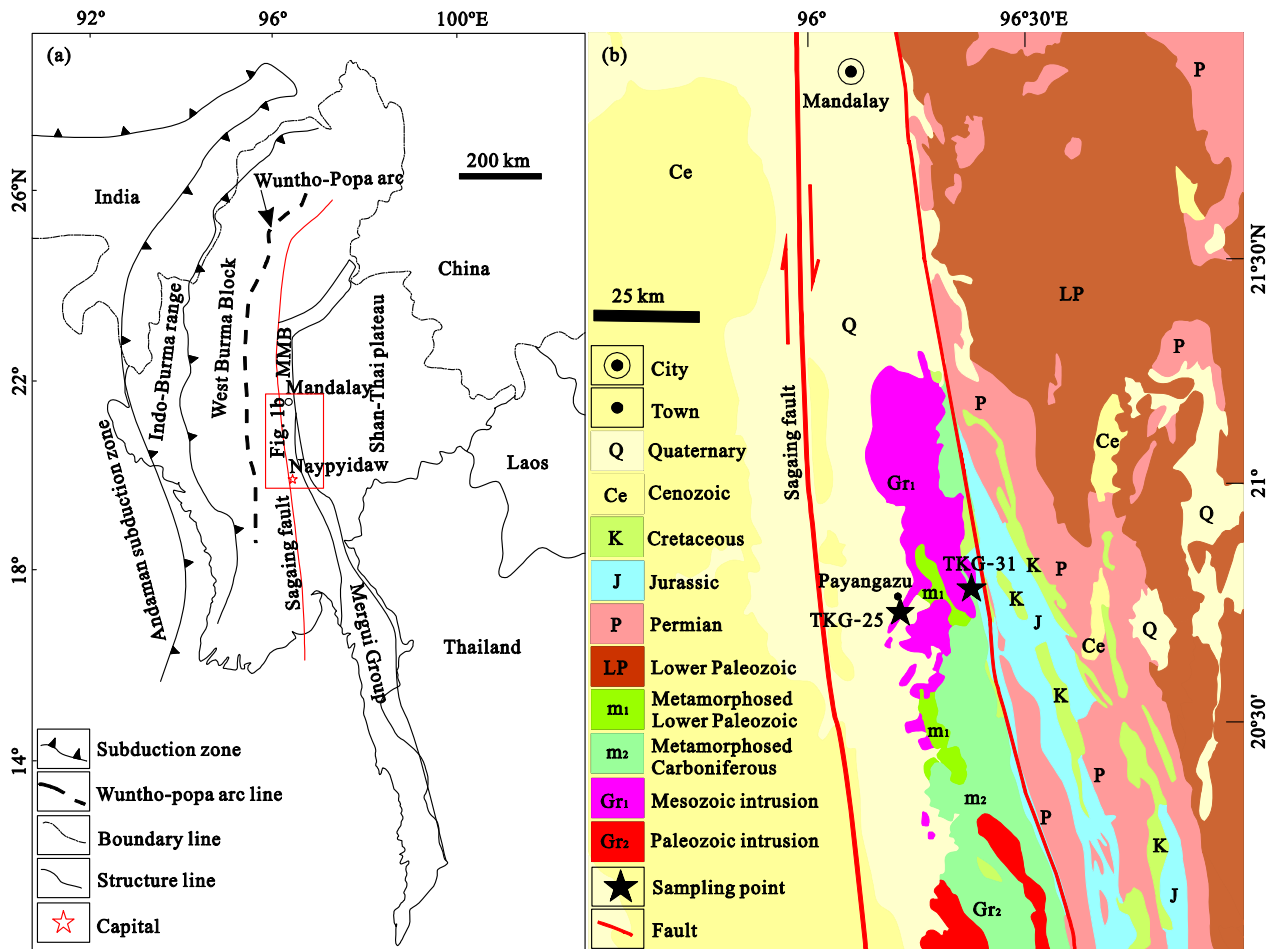 92°
96°
100°E
(a)
200 km
Wuntho-Popa arc
26°N
India
China
West Burma Block
Indo-Burma range
MMB
Mandalay
22°
Shan-Thai plateau
Fig. 1b
Naypyidaw
Laos
Andaman subduction zone
Sagaing fault
18°
Mergui Group
Thailand
14°
Subduction zone
Wuntho-popa arc line
Boundary line
Structure line
Capital
96°
96°30'E
(b)
Mandalay
P
Ce
21°30'N
LP
25 km
Q
P
City
Town
P
Sagaing fault
Ce
Q Quaternary
Gr1
21°
Ce Cenozoic
Q
K Cretaceous
TKG-31
K
P
J Jurassic
Payangazu
m1
K
TKG-25
J
P Permian
Q
Ce
LP Lower Paleozoic
K
m1 Metamorphosed
Lower Paleozoic
m1
20°30'
m2 Metamorphosed
Carboniferous
P
Gr1 Mesozoic intrusion
m2
P
Gr2 Paleozoic intrusion
K
Sampling point
J
Gr2
Fault